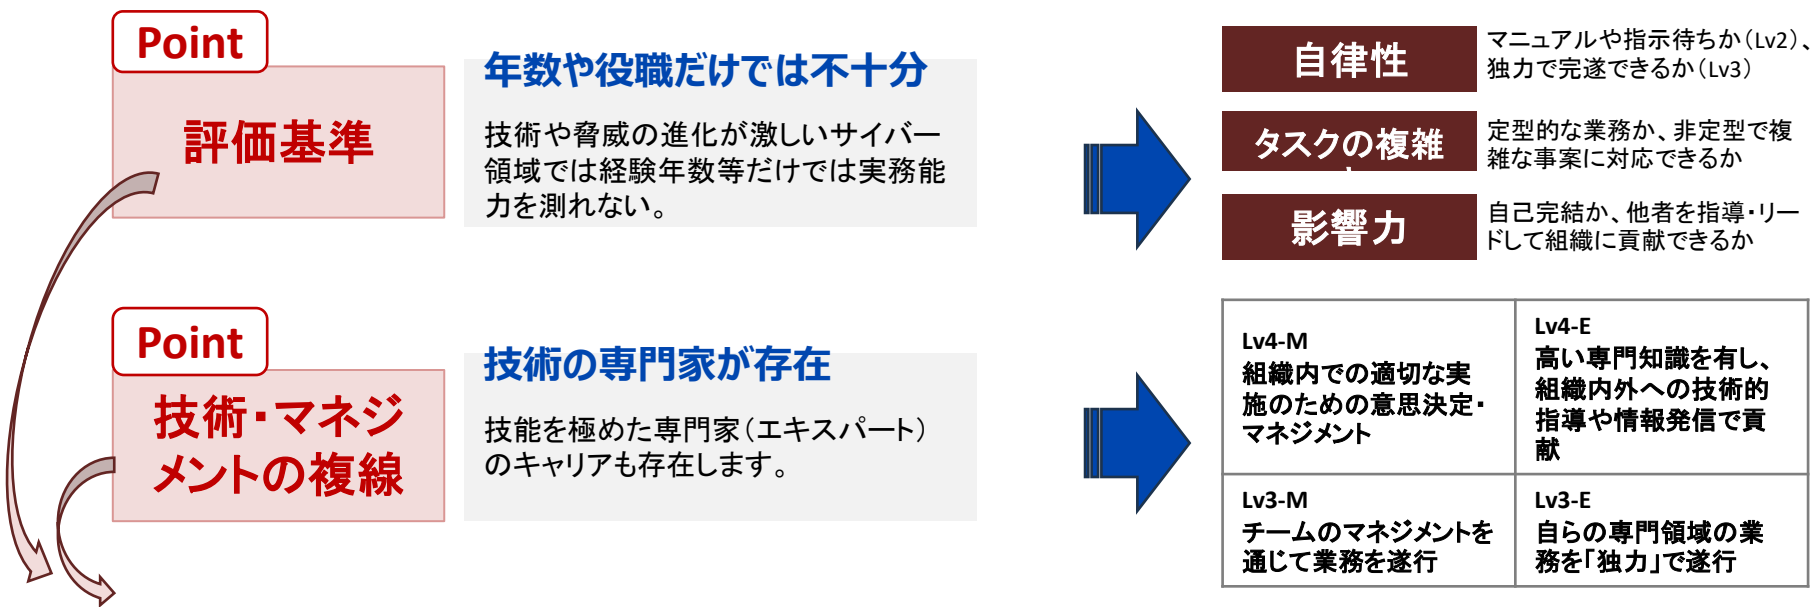 Point
評価基準
年数や役職だけでは不十分
技術や脅威の進化が激しいサイバー
領域では経験年数等だけでは実務能
力を測れない。
自律性
マニュアルや指示待ちか（Lv2）、
独力で完遂できるか（Lv3）
タスクの複雑
定型的な業務か、非定型で複
雑な事案に対応できるか
影響力
自己完結か、他者を指導・リー
ドして組織に貢献できるか
Point
技術・マネジ
メントの複線
技術の専門家が存在
技能を極めた専門家（エキスパート）
のキャリアも存在します。
Lv4-M
組織内での適切な実
施のための意思決定・
マネジメント
Lv4-E
高い専門知識を有し、
組織内外への技術的
指導や情報発信で貢
献
Lv3-M
チームのマネジメントを
通じて業務を遂行
Lv3-E
自らの専門領域の業
務を「独力」で遂行